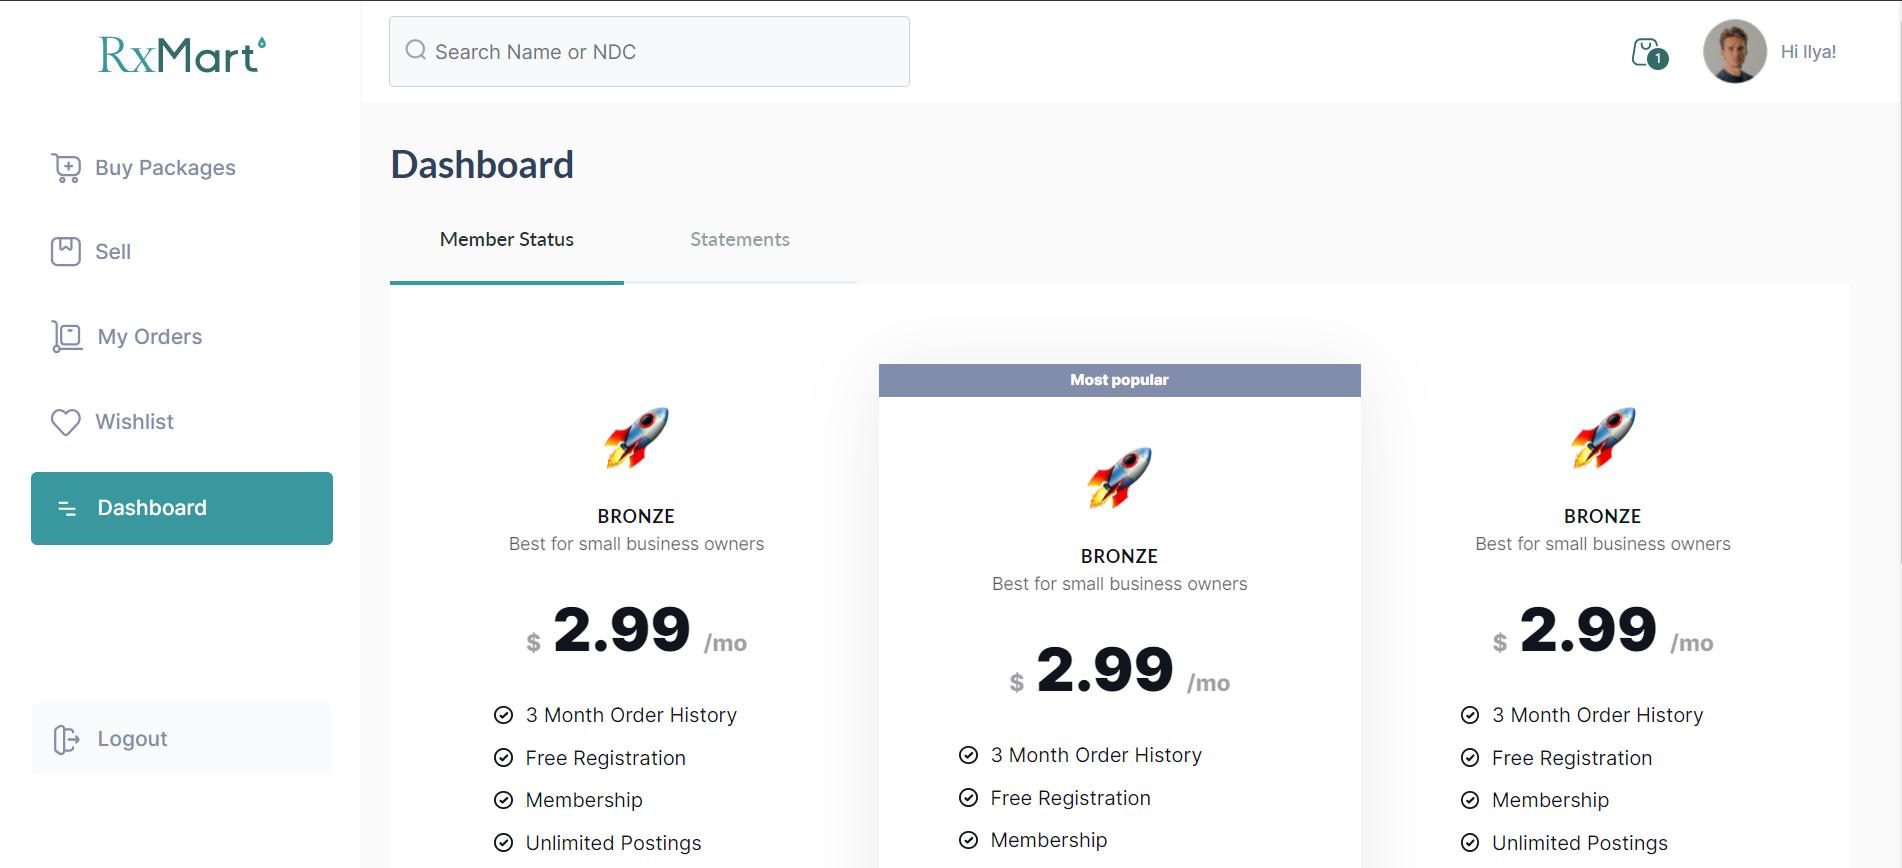 RxMart
Search Name or NDC
1
Hi Ilya!
Buy Packages
Sell
My Orders
Wishlist
Dashboard
Logout
Dashboard
Member Status
Statements
BRONZE
Best for small business owners
$ 2.99 /mo
3 Month Order History
Free Registration
Membership
Unlimited Postings
Most popular
BRONZE
Best for small business owners
$ 2.99 /mo
3 Month Order History
Free Registration
Membership
BRONZE
Best for small business owners
$ 2.99 /mo
3 Month Order History
Free Registration
Membership
Unlimited Postings